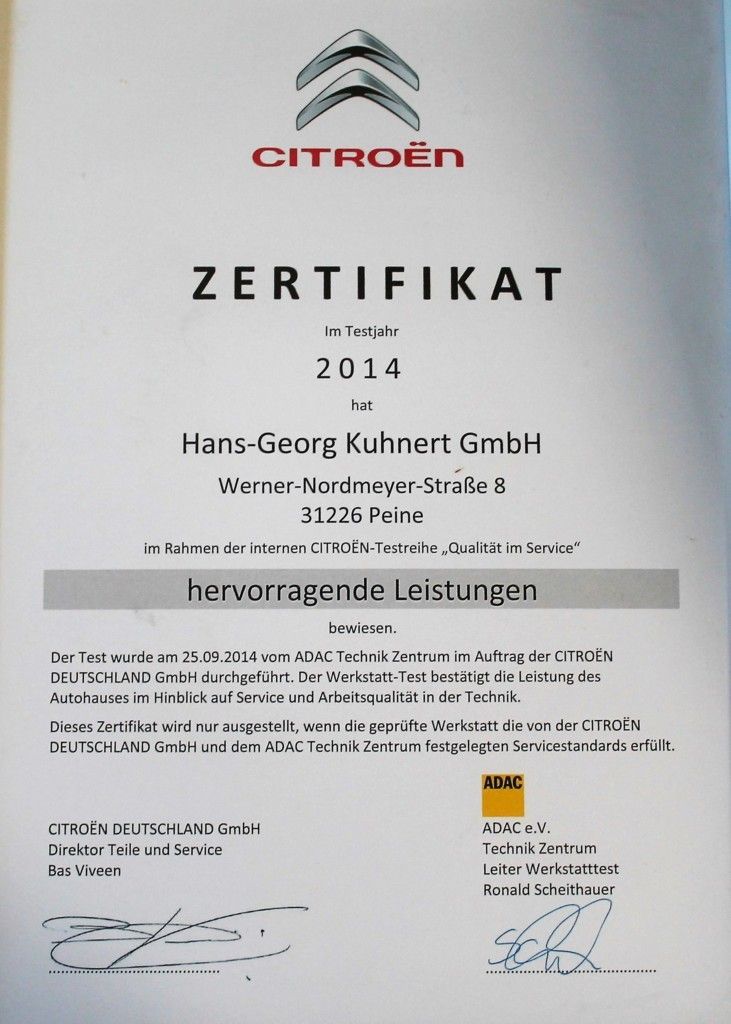 CITROËN
ZERTIFIKAT
Im Testjahr
2014
hat
Hans-Georg Kuhnert GmbH
Werner-Nordmeyer-Straße 8
31226 Peine
im Rahmen der internen CITROËN-Testreihe „Qualität im Service“
hervorragende Leistungen
bewiesen.
Der Test wurde am 25.09.2014 vom ADAC Technik Zentrum im Auftrag der CITROËN
DEUTSCHLAND GmbH durchgeführt. Der Werkstatt-Test bestätigt die Leistung des
Autohauses im Hinblick auf Service und Arbeitsqualität in der Technik.
Dieses Zertifikat wird nur ausgestellt, wenn die geprüfte Werkstatt die von der CITROËN
DEUTSCHLAND GmbH und dem ADAC Technik Zentrum festgelegten Servicestandards erfüllt.
CITROËN DEUTSCHLAND GmbH
Direktor Teile und Service
Bas Viveen
ADAC
ADAC e.V.
Technik Zentrum
Leiter Werkstatttest
Ronald Scheithauer